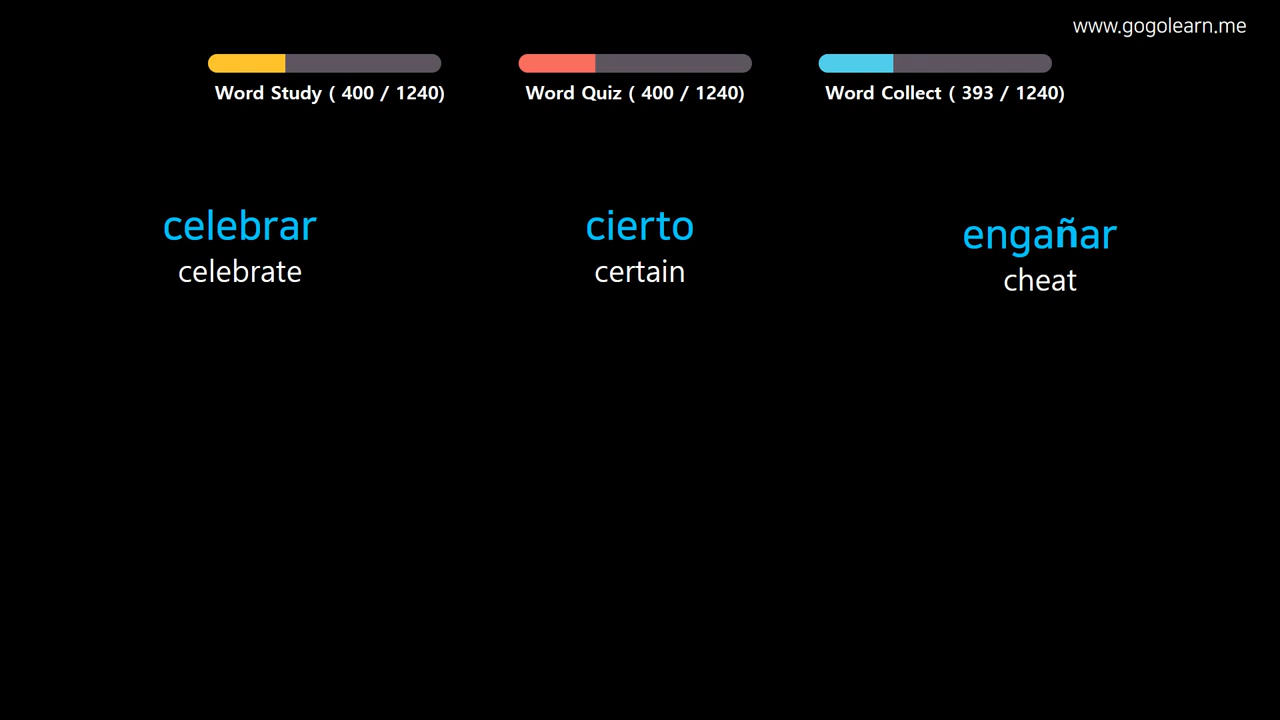 www.gogolearn.me
Word Study ( 400 / 1240)
Word Quiz ( 400 / 1240)
Word Collect ( 393 / 1240)
celebrar
celebrate
cierto
certain
engañar
cheat